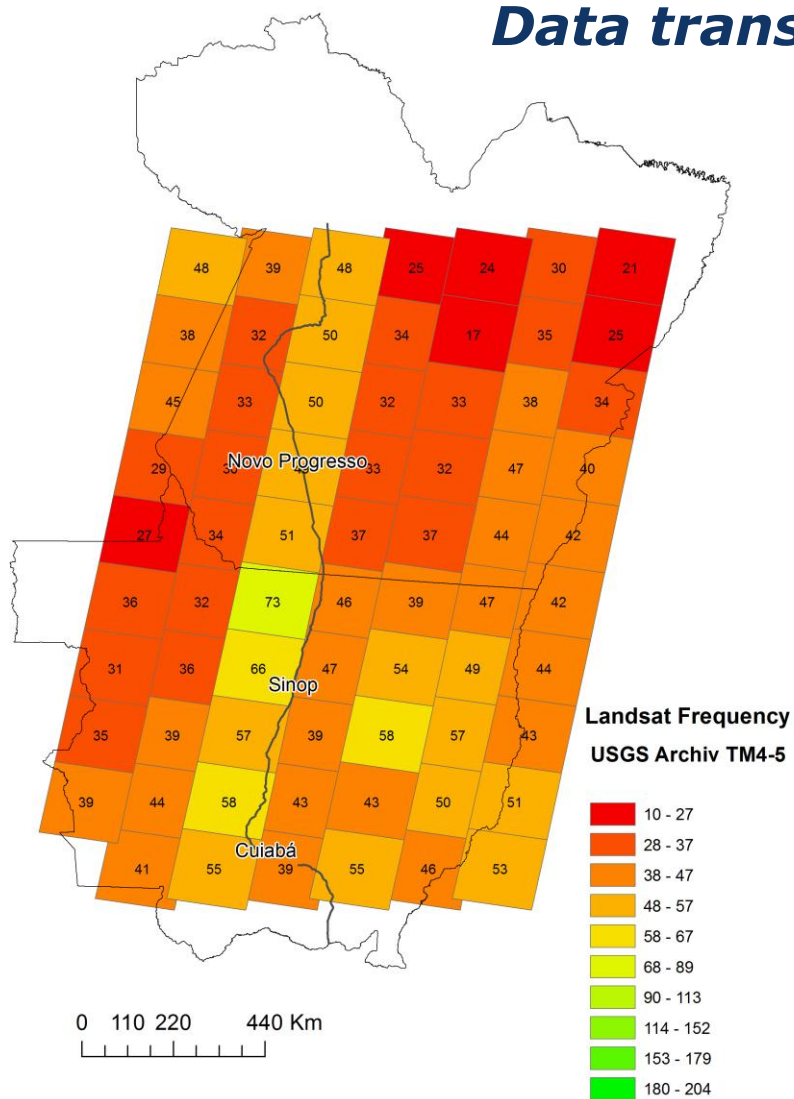 Data trans
48 39 48 25 24 30 21
38 32 50 34 17 35 25
45 33 50 32 33 38 34
29 Novo Progresso 33 32 47 40
27 34 51 37 37 44 42
36 32 73 46 39 47 42
31 36 66 47 54 49 44
Sinop
35 39 57 39 58 57 43
39 44 58 43 43 50 51
Cuiabá
41 55 39 55 46 53
Landsat Frequency
USGS Archiv TM4-5
10 - 27
28 - 37
38 - 47
48 - 57
58 - 67
68 - 89
90 - 113
114 - 152
153 - 179
180 - 204
0 110 220 440 Km